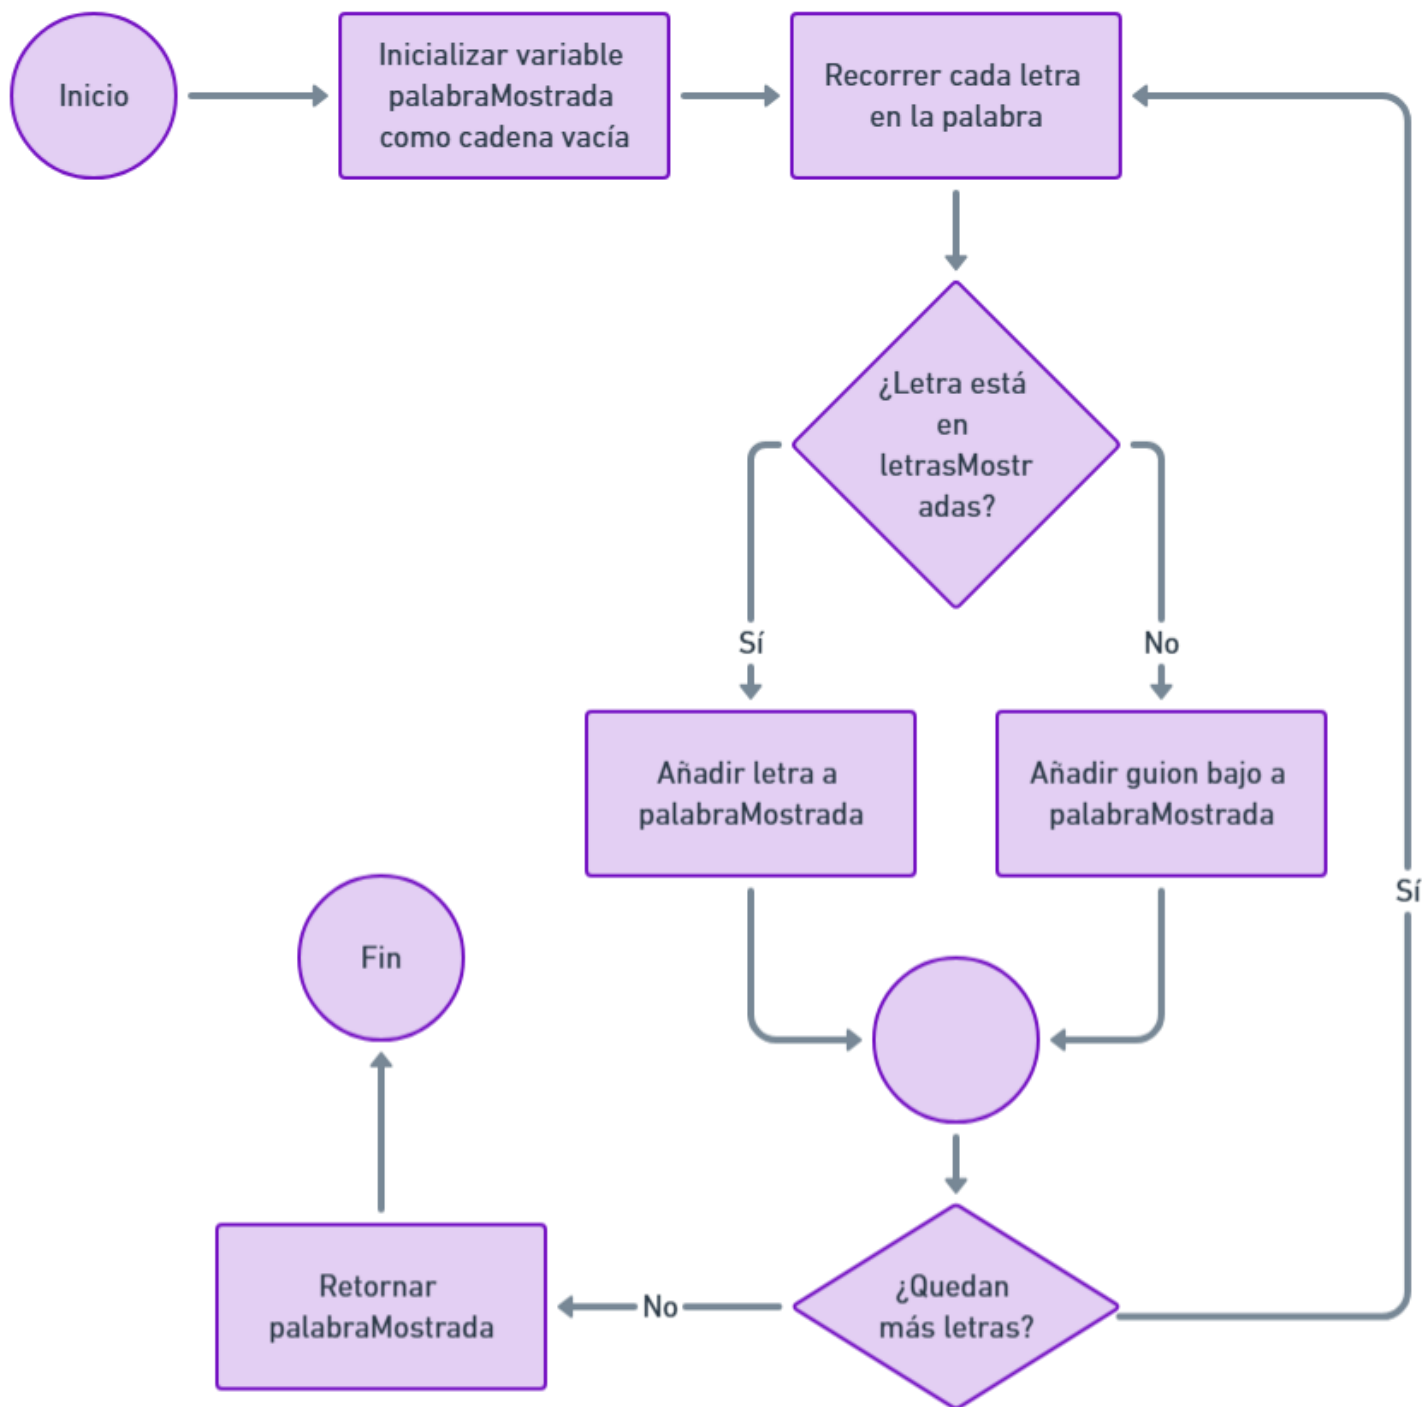 Inicio
Inicializar variable
palabraMostrada
como cadena vacía
Recorrer cada letra
en la palabra
¿Letra está
en
letrasMostr
adas?
Sí
No
Añadir letra a
palabraMostrada
Añadir guion bajo a
palabraMostrada
Sí
Fin
¿Quedan
más letras?
No
Retornar
palabraMostrada